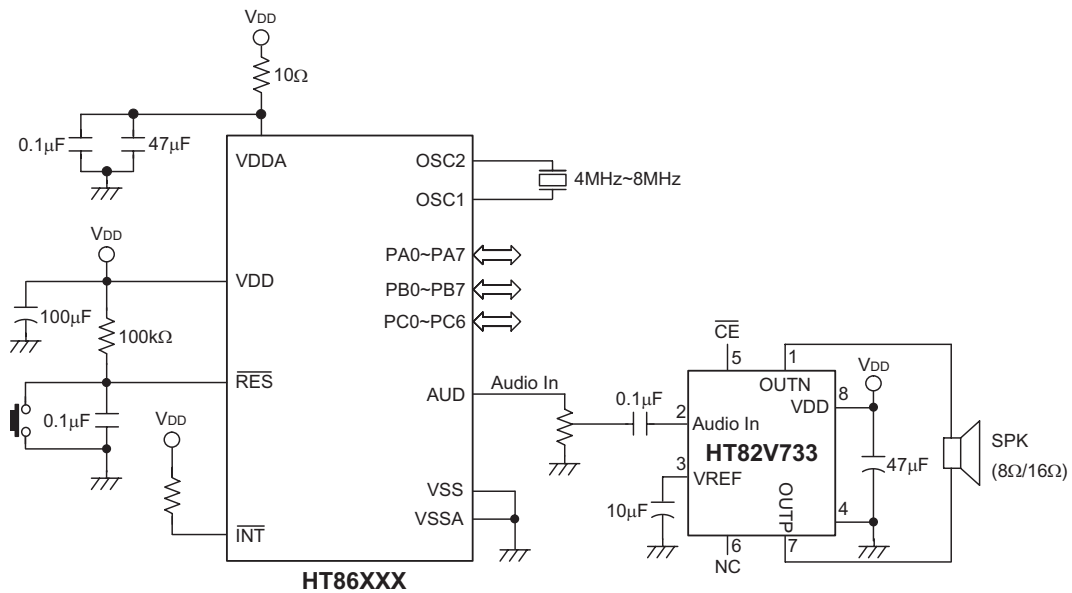 VDD
10Ω
0.1μF
47μF
VDDA
OSC2
OSC1
4MHz~8MHz
VDD
VDD
100μF
100kΩ
PA0~PA7
PB0~PB7
PC0~PC6
RES
0.1μF
VDD
INT
AUD
Audio In
VSS
VSSA
HT86XXX
0.1μF
CE
5
1
OUTN
VDD
8
VDD
2
Audio In
HT82V733
3
VREF
10μF
OUTP
4
47μF
6
7
NC
SPK
(8Ω/16Ω)